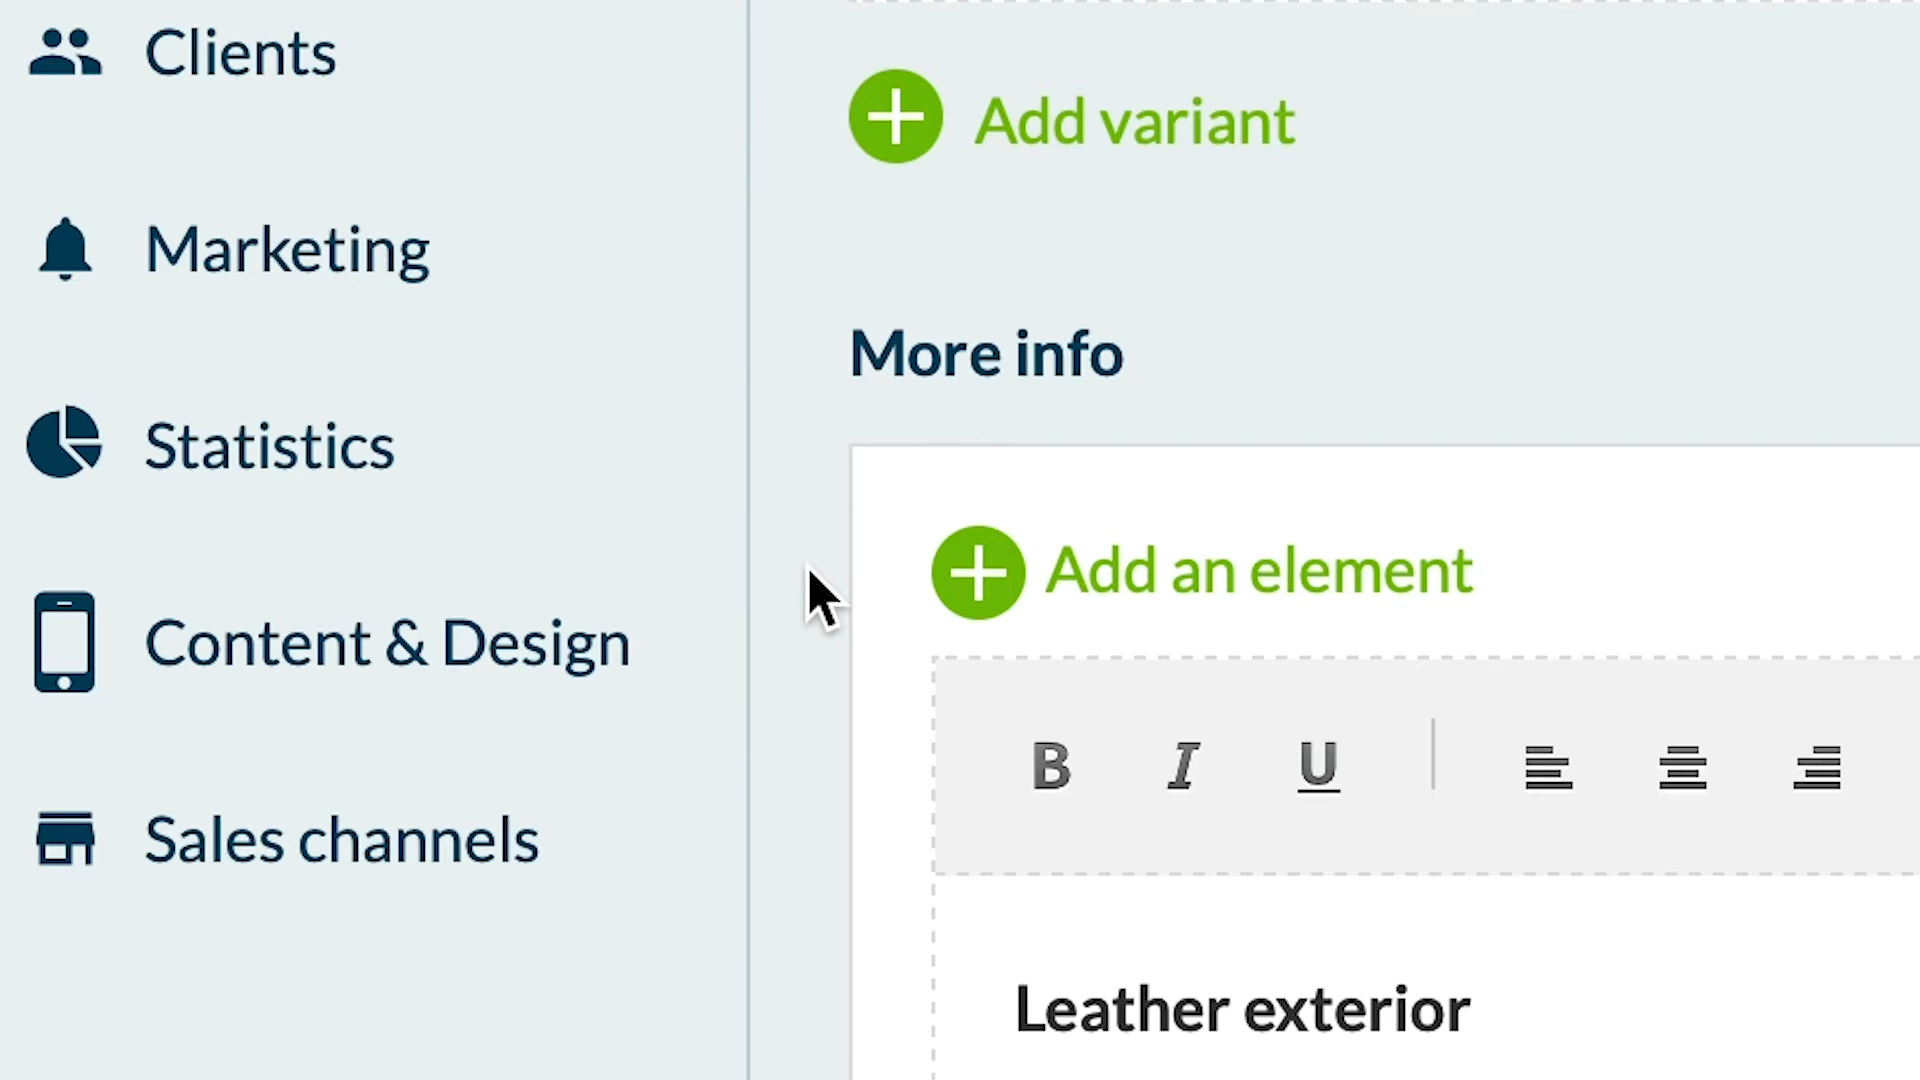 Clients
Marketing
Statistics
Content & Design
Sales channels
Add variant
More info
Add an element
B I U
Leather exterior